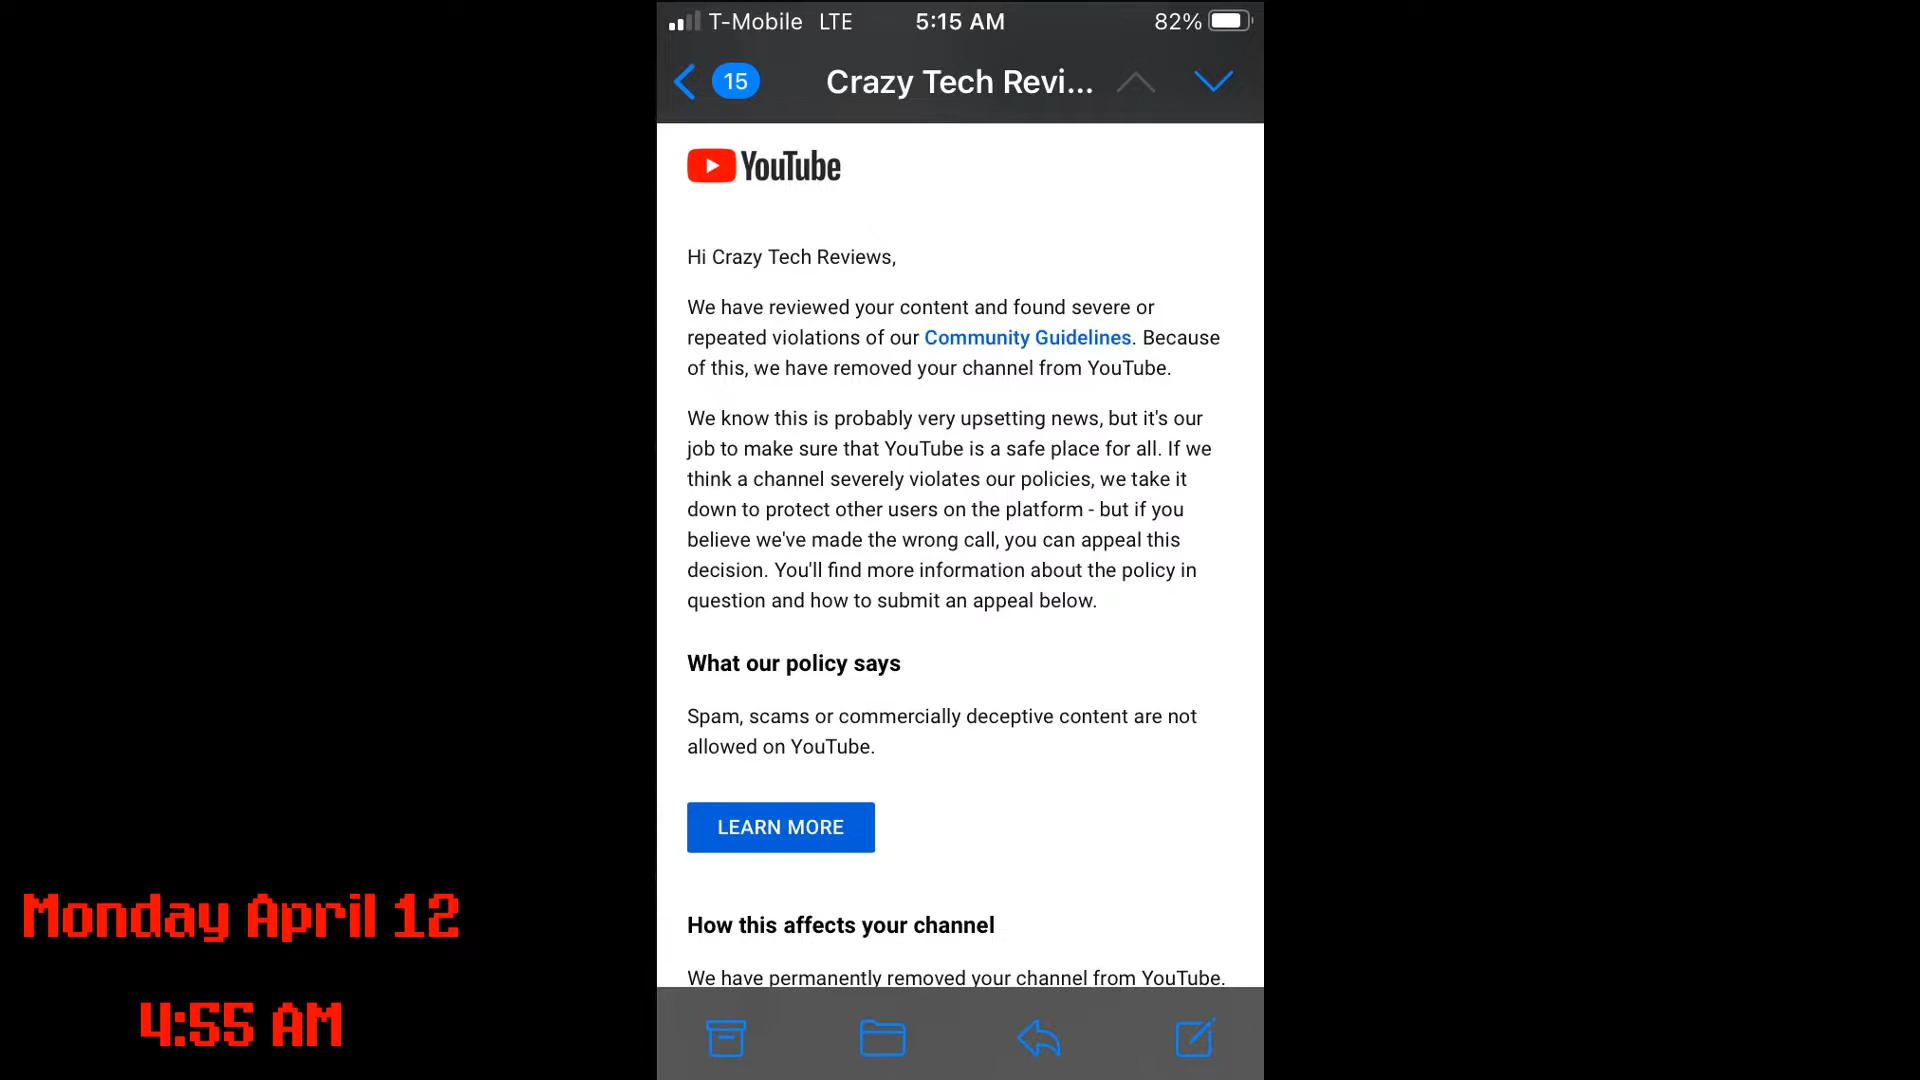 T-Mobile LTE 5:15 AM 82%
15 Crazy Tech Revi...
YouTube
Hi Crazy Tech Reviews,
We have reviewed your content and found severe or
repeated violations of our Community Guidelines. Because
of this, we have removed your channel from YouTube.
We know this is probably very upsetting news, but it's our
job to make sure that YouTube is a safe place for all. If we
think a channel severely violates our policies, we take it
down to protect other users on the platform - but if you
believe we've made the wrong call, you can appeal this
decision. You'll find more information about the policy in
question and how to submit an appeal below.
What our policy says
Spam, scams or commercially deceptive content are not
allowed on YouTube.
LEARN MORE
How this affects your channel
We have permanently removed your channel from YouTube.
Monday April 12
4:55 AM